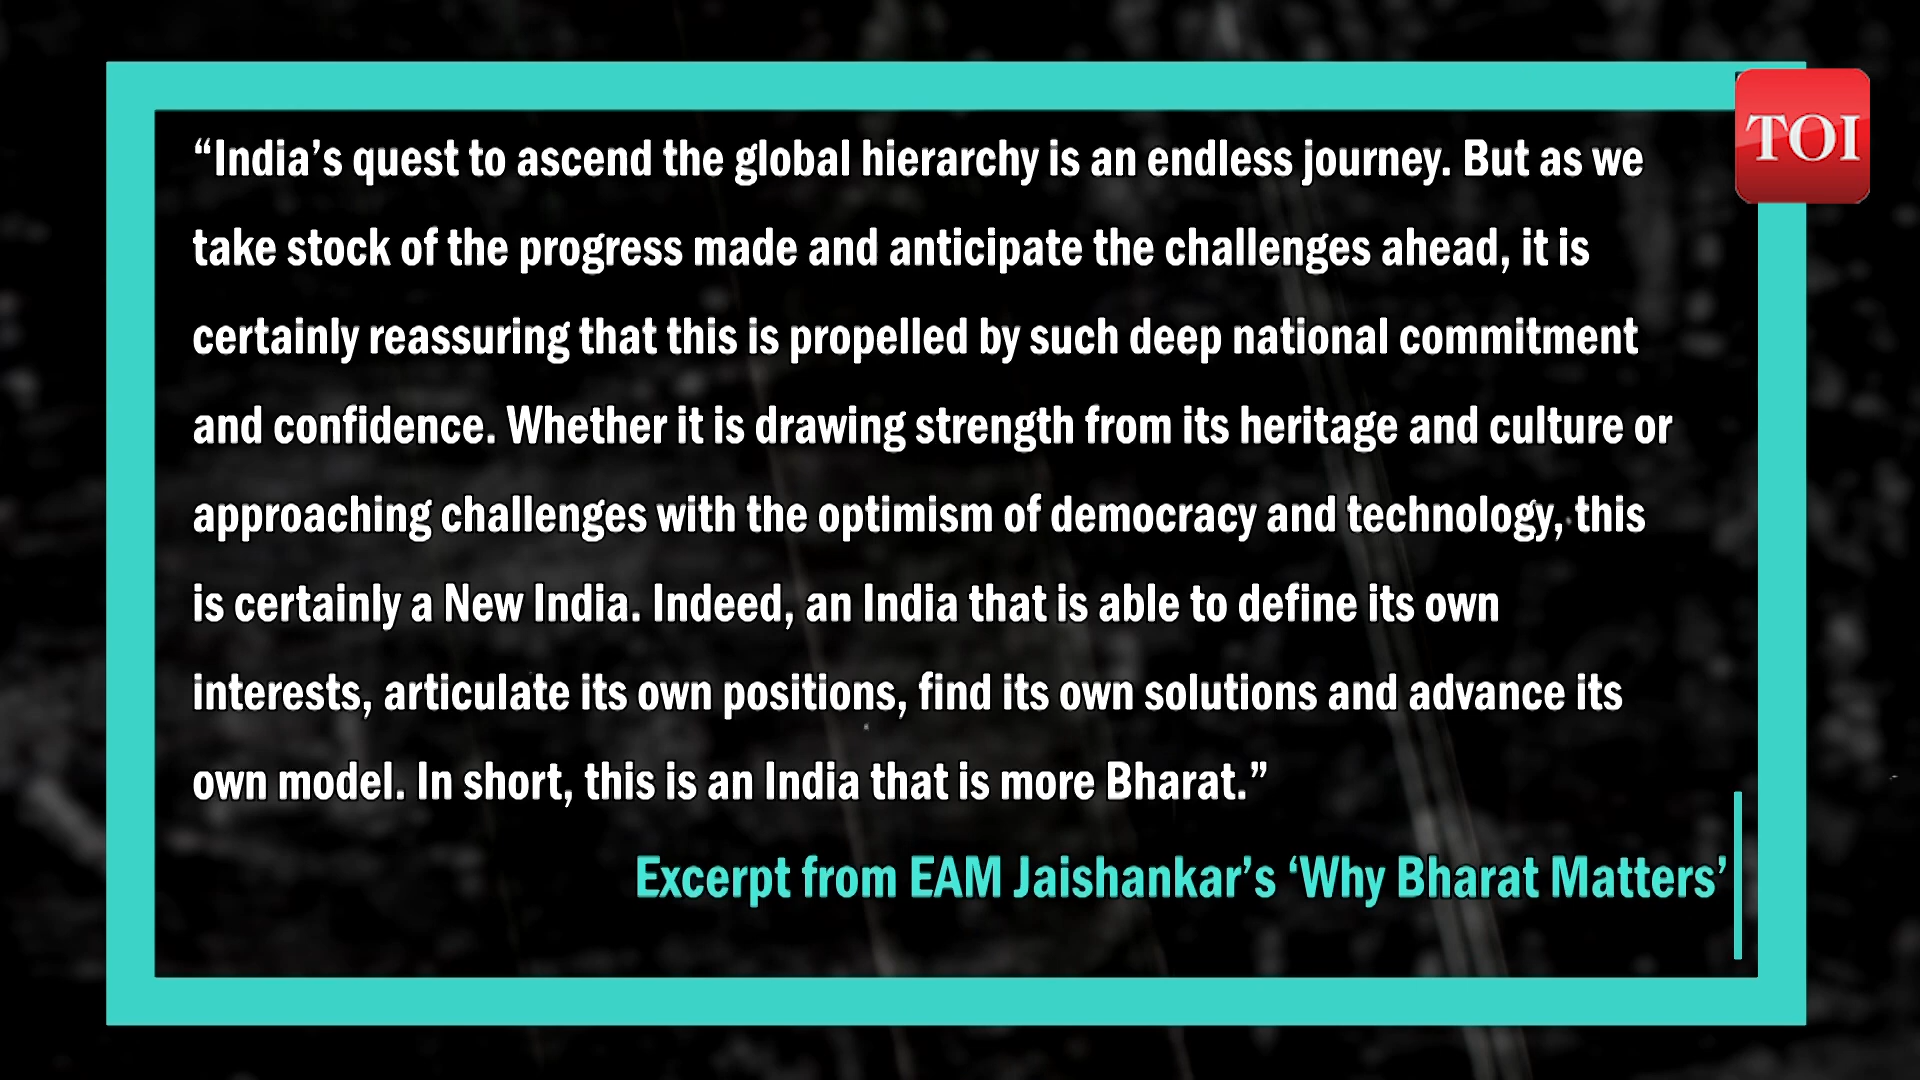 TOI
“India’s quest to ascend the global hierarchy is an endless journey. But as we
take stock of the progress made and anticipate the challenges ahead, it is
certainly reassuring that this is propelled by such deep national commitment
and confidence. Whether it is drawing strength from its heritage and culture or
approaching challenges with the optimism of democracy and technology, this
is certainly a New India. Indeed, an India that is able to define its own
interests, articulate its own positions, find its own solutions and advance its
own model. In short, this is an India that is more Bharat.”
Excerpt from EAM Jaishankar’s ‘Why Bharat Matters’